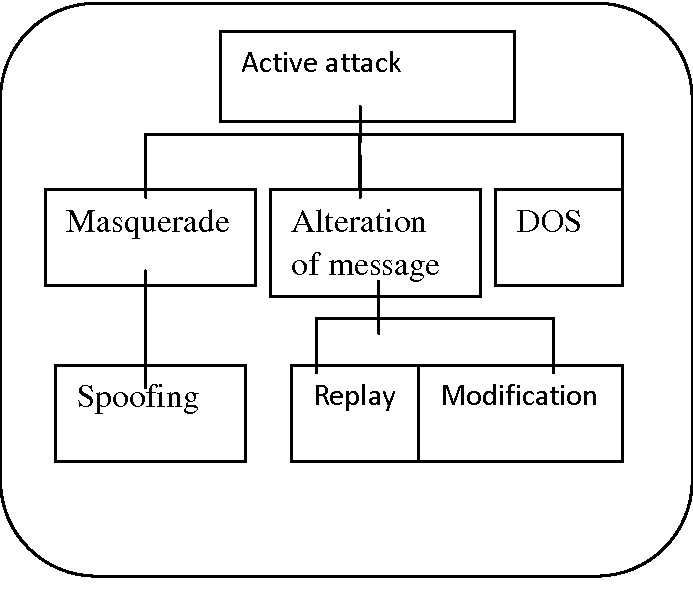 Active attack
Masquerade
Alteration
of message
DOS
Spoofing
Replay
Modification